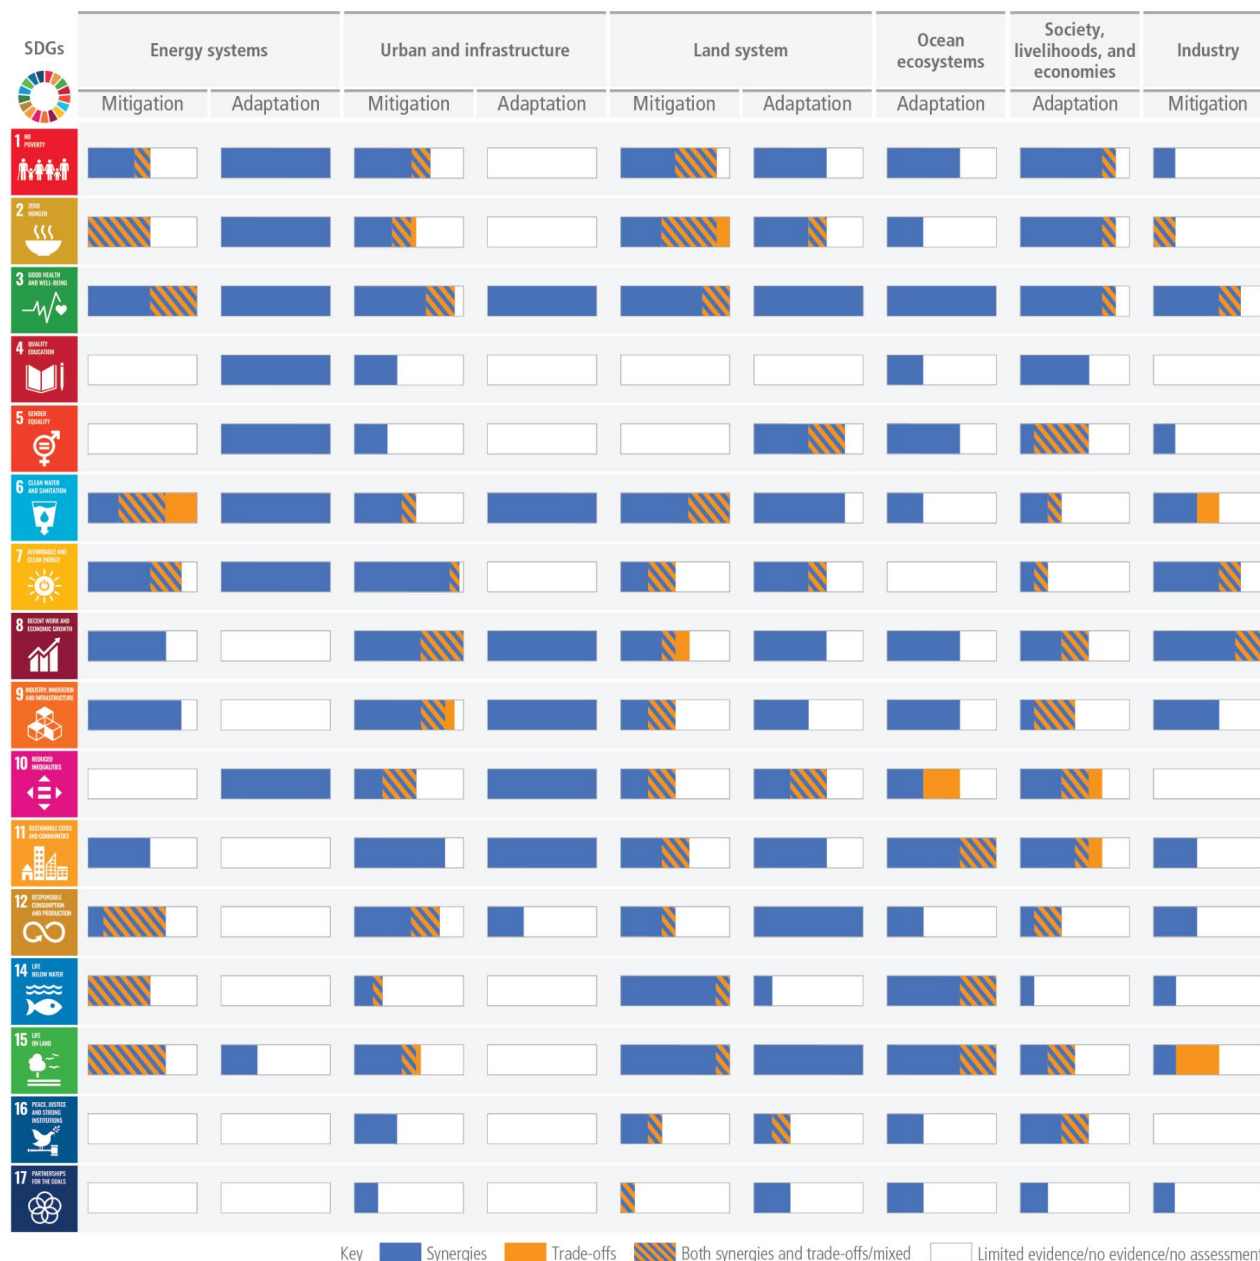 SDGs
Energy systems
Urban and infrastructure
Land system
Ocean
ecosystems
Society,
livelihoods, and
economies
Industry
Mitigation
Adaptation
Mitigation
Adaptation
Mitigation
Adaptation
Adaptation
Adaptation
Mitigation
1 NO
POVERTY
2 ZERO
HUNGER
3 GOOD HEALTH
AND WELL-BEING
4 QUALITY
EDUCATION
5 GENDER
EQUALITY
6 CLEAN WATER
AND SANITATION
7 AFFORDABLE AND
CLEAN ENERGY
8 DECENT WORK AND
ECONOMIC GROWTH
9 INDUSTRY, INNOVATION
AND INFRASTRUCTURE
10 REDUCED
INEQUALITIES
11 SUSTAINABLE CITIES
AND COMMUNITIES
12 RESPONSIBLE
CONSUMPTION
AND PRODUCTION
14 LIFE
BELOW WATER
15 LIFE
ON LAND
16 PEACE, JUSTICE
AND STRONG
INSTITUTIONS
17 PARTNERSHIPS
FOR THE GOALS
Key Synergies Trade-offs Both synergies and trade-offs/mixed Limited evidence/no evidence/no assessment